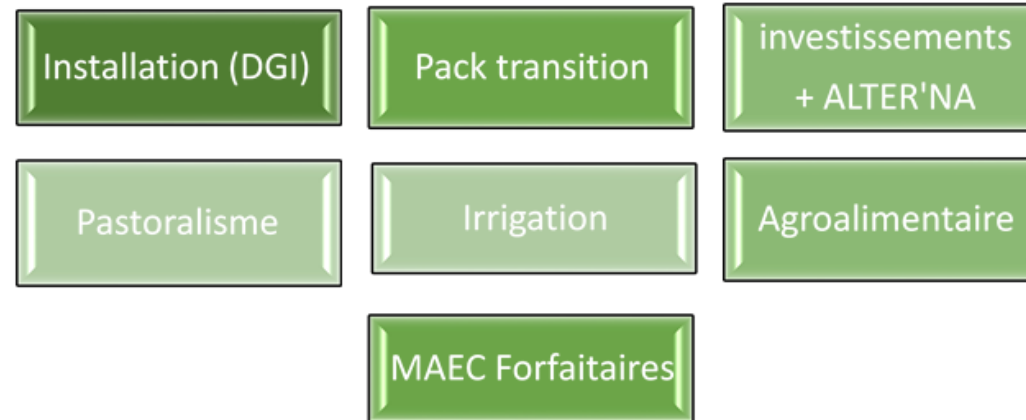 Installation (DGI)
Pack transition
investissements
+ ALTER'NA
Pastoralisme
Irrigation
Agroalimentaire
MAEC Forfaitaires